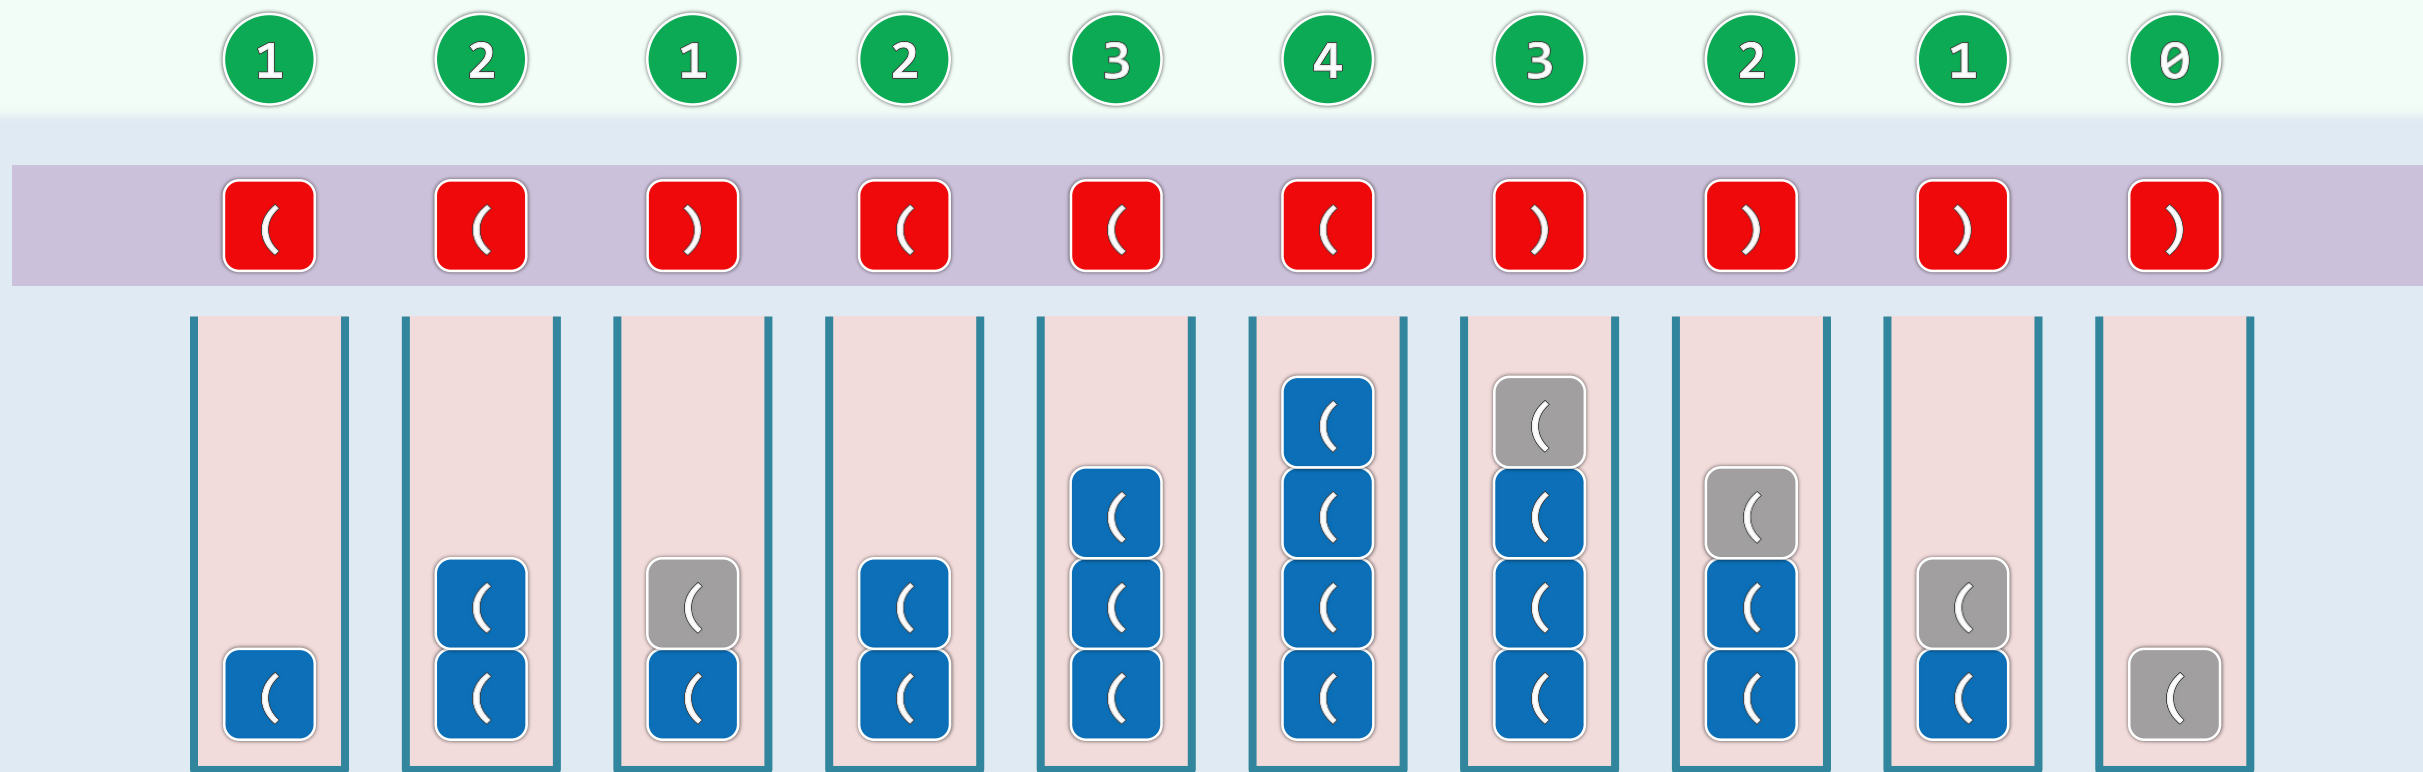 1 2 1 2 3 4 3 2 1 0
( ( ) ( ( ( ) ) ) )
( (
( ( ( (
( ( ( ( ( ( (
( ( ( ( ( ( ( ( ( (